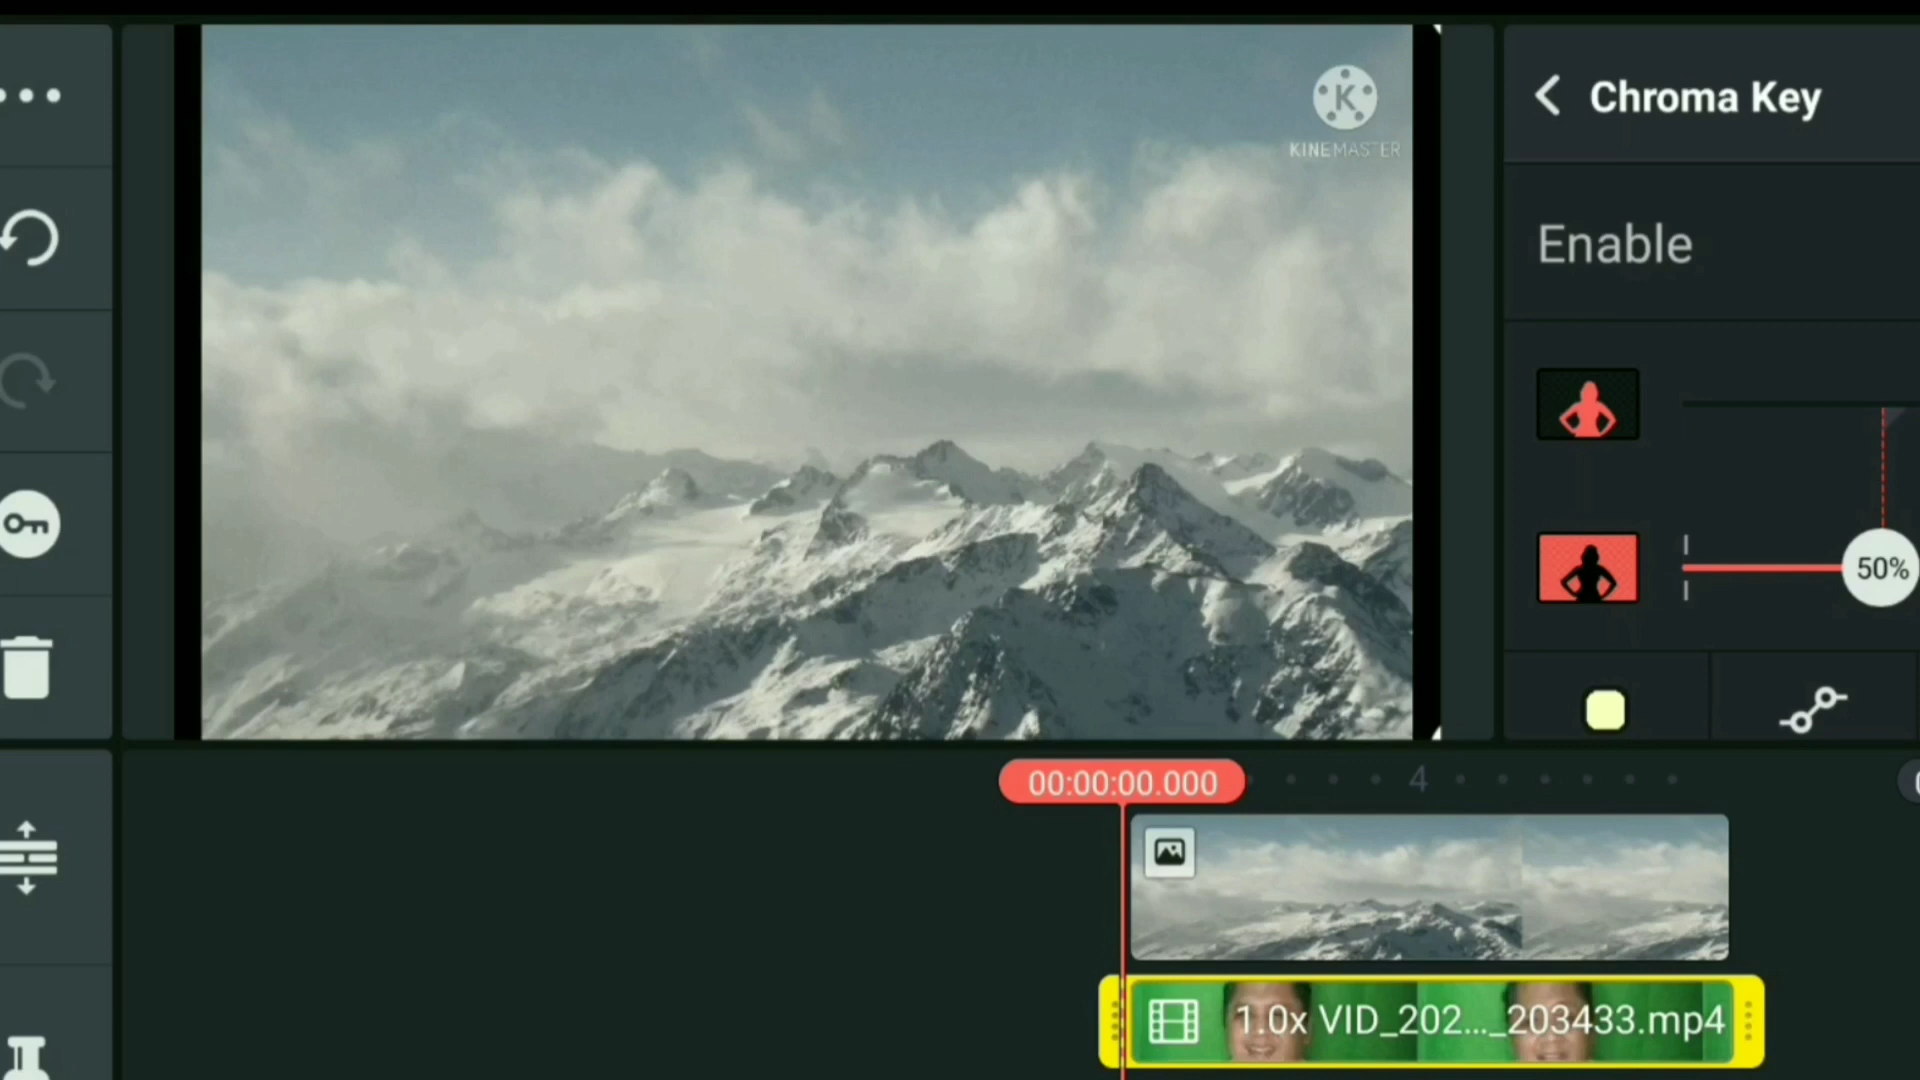 K
KINEMASTER
Chroma Key
Enable
50%
00:00:00.000
4
1.0x VID_202..._203433.mp4